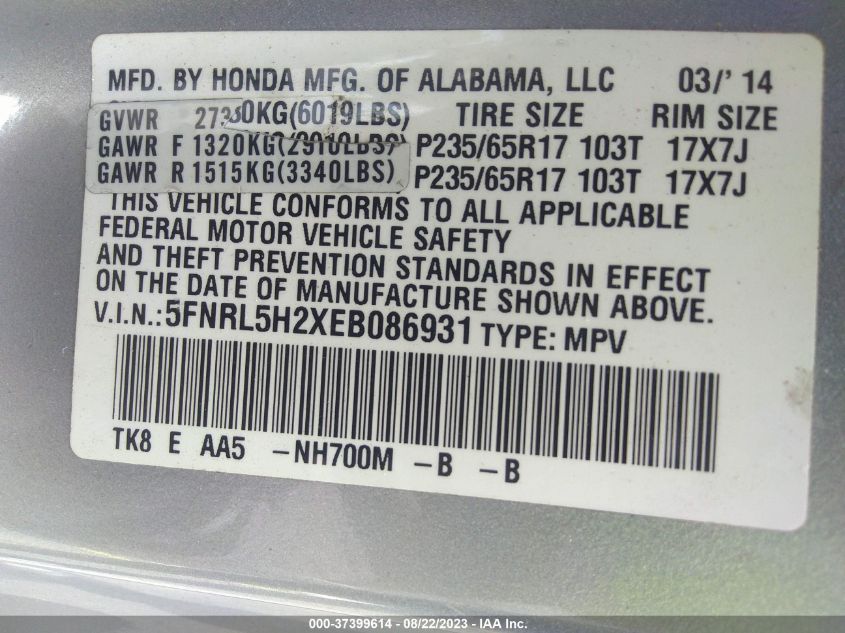 MFD. BY HONDA MFG. OF ALABAMA, LLC 03/' 14
GVWR 2730KG(6019LBS) TIRE SIZE RIM SIZE
GAWR F 1320KG(2910LBS) P235/65R17 103T 17X7J
GAWR R 1515KG(3340LBS) P235/65R17 103T 17X7J
THIS VEHICLE CONFORMS TO ALL APPLICABLE
FEDERAL MOTOR VEHICLE SAFETY
AND THEFT PREVENTION STANDARDS IN EFFECT
ON THE DATE OF MANUFACTURE SHOWN ABOVE.
V.I.N.:5FNRL5H2XEB086931 TYPE: MPV
TK8 E AA5 -NH700M -B -B
000-37399614 - 08/22/2023 - IAA Inc.